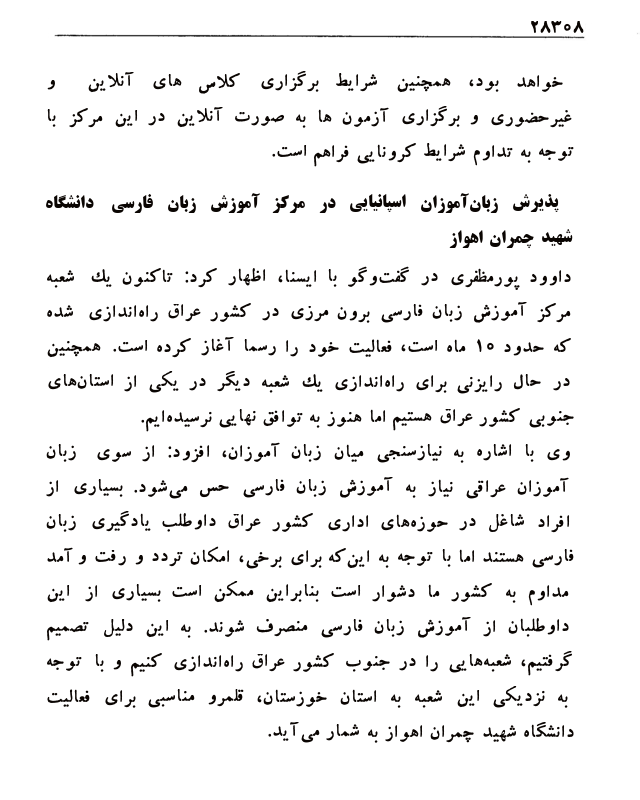 ۲۸۳۰۸
خواهد بود، همچنین شرایط برگزاری کلاس های آنلاین و
غیرحضوری و برگزاری آزمون ها به صورت آنلاین در این مرکز با
توجه به تداوم شرایط کرونایی فراهم است.
پذیرش زبان‌آموزان اسپانیایی در مرکز آموزش زبان فارسی دانشگاه
شهید چمران اهواز
داوود پورمظفری در گفت‌وگو با ایسنا، اظهار کرد: تاکنون یك شعبه
مرکز آموزش زبان فارسی برون مرزی در کشور عراق راه‌اندازی شده
که حدود ۱۰ ماه است، فعالیت خود را رسما آغاز کرده است. همچنین
در حال رایزنی برای راه‌اندازی یك شعبه دیگر در یکی از استان‌های
جنوبی کشور عراق هستیم اما هنوز به توافق نهایی نرسیده‌ایم.
وی با اشاره به نیازسنجی میان زبان آموزان، افزود: از سوی زبان
آموزان عراقی نیاز به آموزش زبان فارسی حس می‌شود. بسیاری از
افراد شاغل در حوزه‌های اداری کشور عراق داوطلب یادگیری زبان
فارسی هستند اما با توجه به این‌که برای برخی، امکان تردد و رفت و آمد
مداوم به کشور ما دشوار است بنابراین ممکن است بسیاری از این
داوطلبان از آموزش زبان فارسی منصرف شوند. به این دلیل تصمیم
گرفتیم، شعبه‌هایی را در جنوب کشور عراق راه‌اندازی کنیم و با توجه
به نزدیکی این شعبه به استان خوزستان، قلمرو مناسبی برای فعالیت
دانشگاه شهید چمران اهواز به شمار می‌آید.